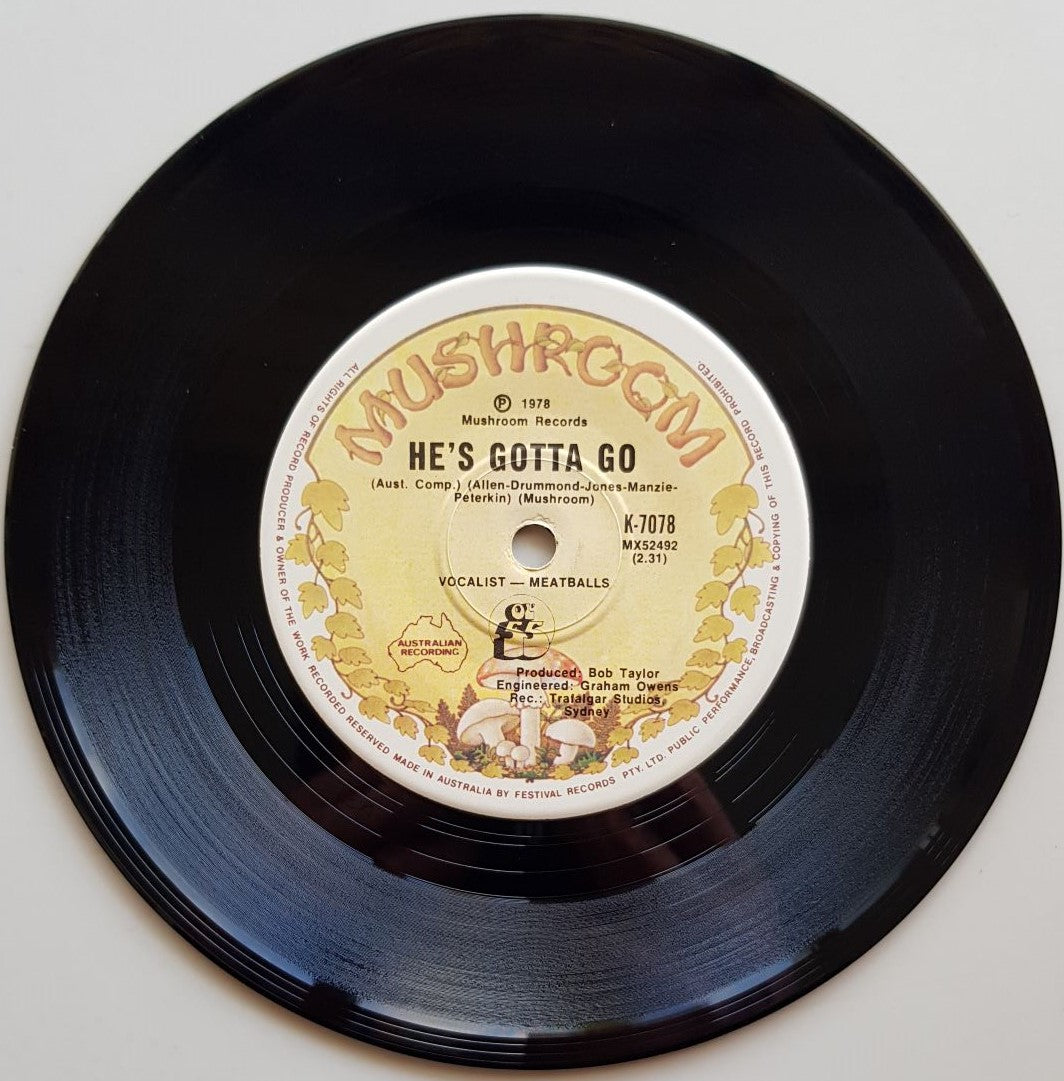 MUSHROOM
Ⓟ 1978
Mushroom Records
HE'S GOTTA GO
(Aust. Comp.) (Allen-Drummond-Jones-Manzie-
Peterkin) (Mushroom)
K-7078
MX52492
(2.31)
VOCALIST — MEATBALLS
AUSTRALIAN
RECORDING
Produced: Bob Taylor
Engineered: Graham Owens
Rec.: Trafalgar Studios,
Sydney
ALL RIGHTS OF RECORD PRODUCER & OWNER OF THE WORK RECORDED RESERVED MADE IN AUSTRALIA BY FESTIVAL RECORDS PTY. LTD. PUBLIC PERFORMANCE, BROADCASTING & COPYING OF THIS RECORD PROHIBITED.